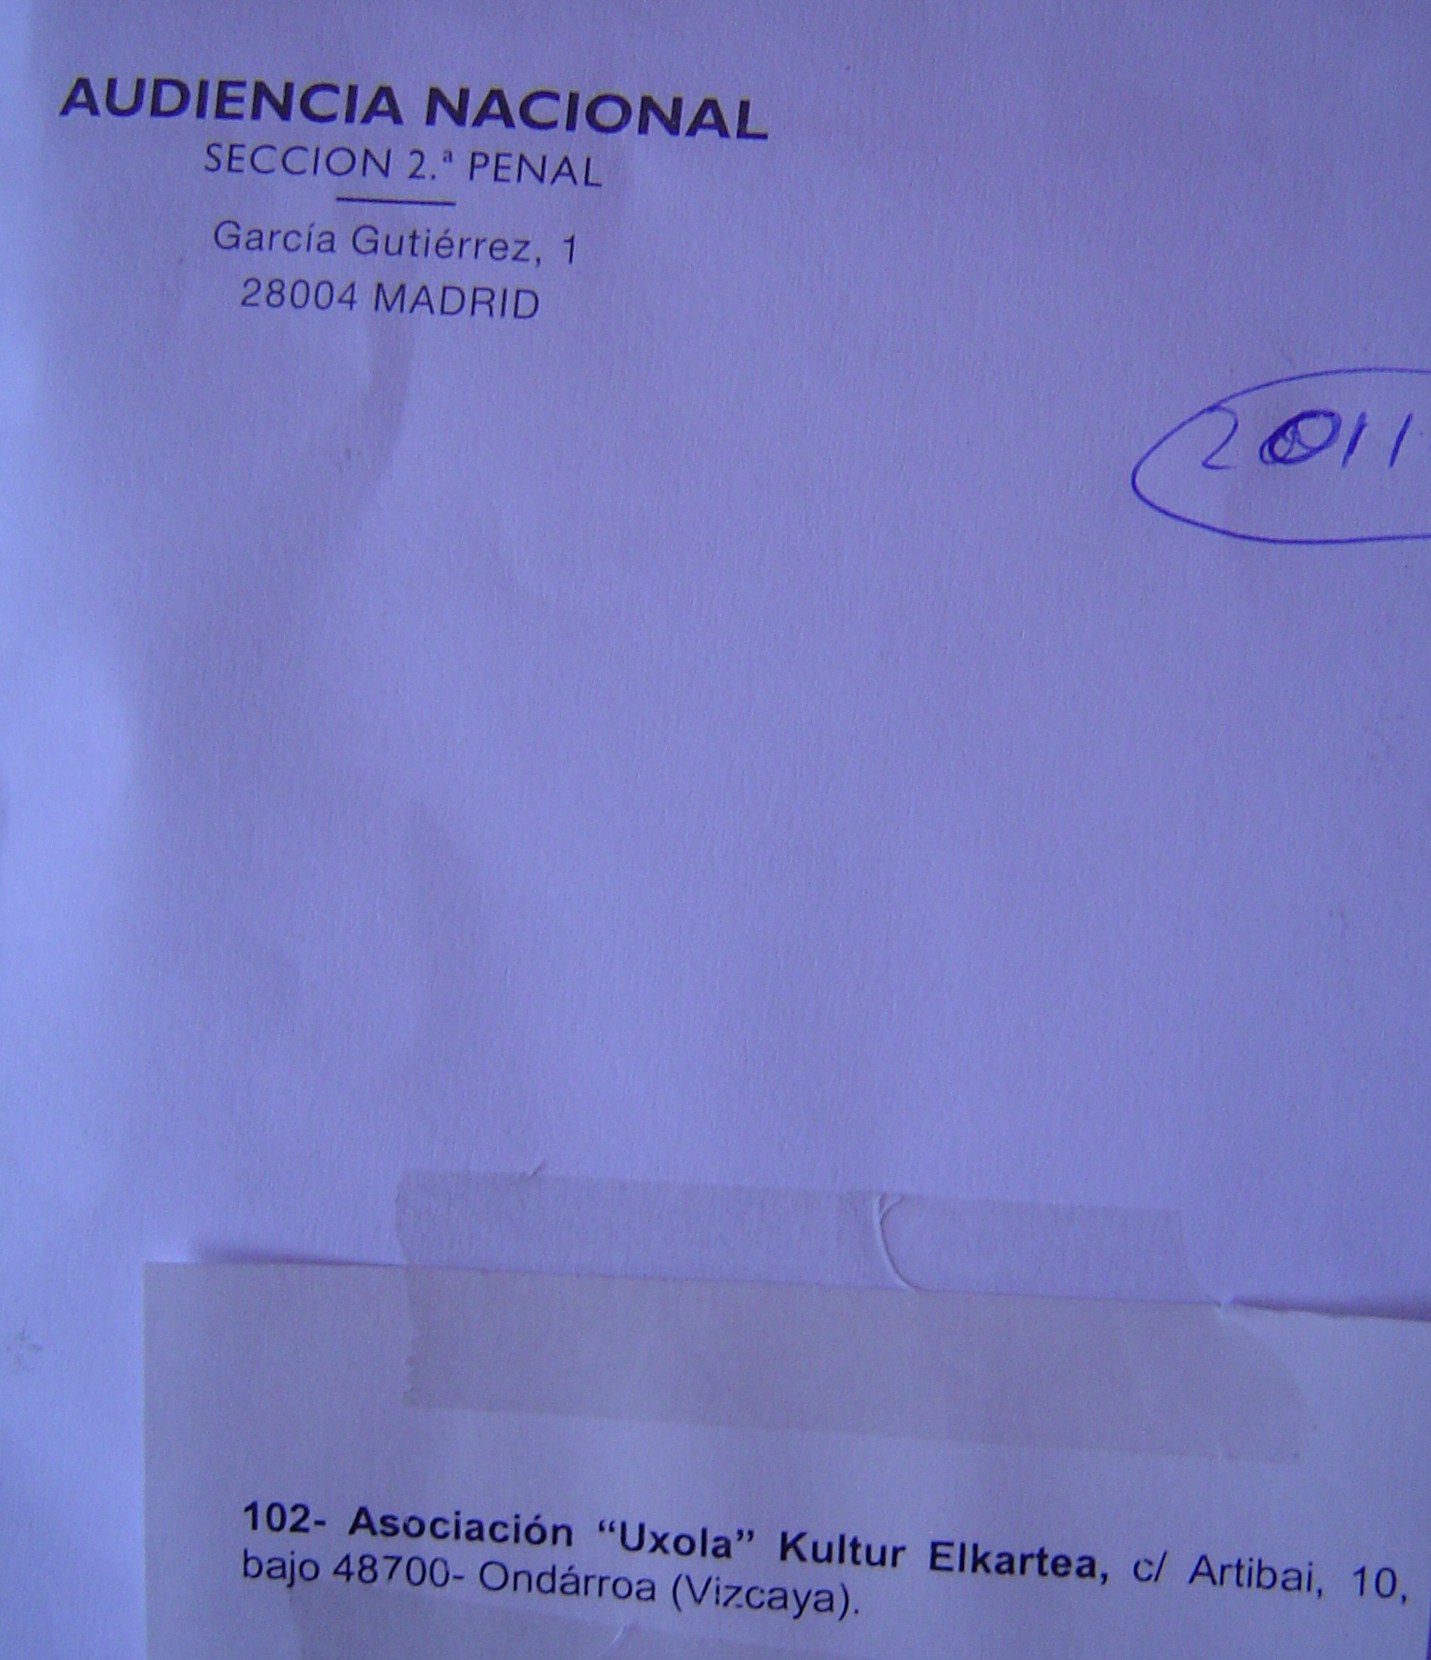 AUDIENCIA NACIONAL
SECCION 2.ª PENAL
García Gutiérrez, 1
28004 MADRID
2011
102- Asociación “Uxola” Kultur Elkartea, c/ Artibai, 10,
bajo 48700- Ondárroa (Vizcaya).